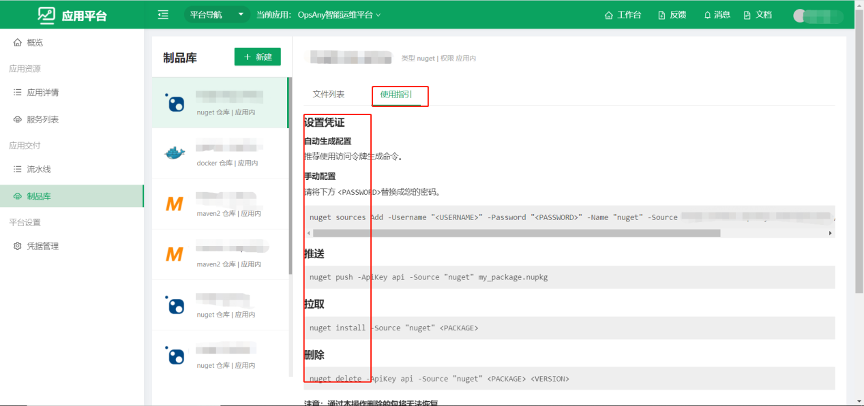 应用平台
平台导航
当前应用: OpsAny智能运维平台
工作台
反馈
消息
文档
概览
应用资源
应用详情
服务列表
应用交付
流水线
制品库
平台设置
凭据管理
制品库
+ 新建
nuget 仓库 | 应用内
docker 仓库 | 应用内
maven2 仓库 | 应用内
maven2 仓库 | 应用内
nuget 仓库 | 应用内
nuget 仓库 | 应用内
类型 nuget | 权限 应用内
文件列表
使用指引
设置凭证
自动生成配置
推荐使用访问令牌生成命令。
手动配置
请将下方 <PASSWORD>替换成您的密码。
nuget sources Add -Username "<USERNAME>" -Password "<PASSWORD>" -Name "nuget" -Source
推送
nuget push -ApiKey api -Source "nuget" my_package.nupkg
拉取
nuget install -Source "nuget" <PACKAGE>
删除
nuget delete -ApiKey api -Source "nuget" <PACKAGE> <VERSION>
注意：通过本操作删除的包将无法恢复